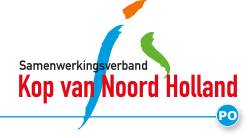 Samenwerkingsverband
Kop van Noord Holland
PO